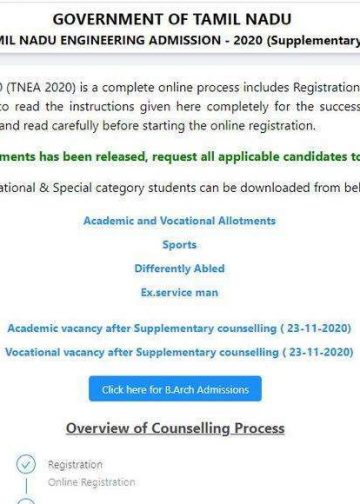 GOVERNMENT OF TAMIL NADU
MIL NADU ENGINEERING ADMISSION - 2020 (Supplementary
0 (TNEA 2020) is a complete online process includes Registration
to read the instructions given here completely for the success
and read carefully before starting the online registration.
ments has been released, request all applicable candidates to
ational & Special category students can be downloaded from bel
Academic and Vocational Allotments
Sports
Differently Abled
Ex.service man
Academic vacancy after Supplementary counselling ( 23-11-2020)
Vocational vacancy after Supplementary counselling ( 23-11-2020)
Click here for B.Arch Admissions
Overview of Counselling Process
Registration
Online Registration